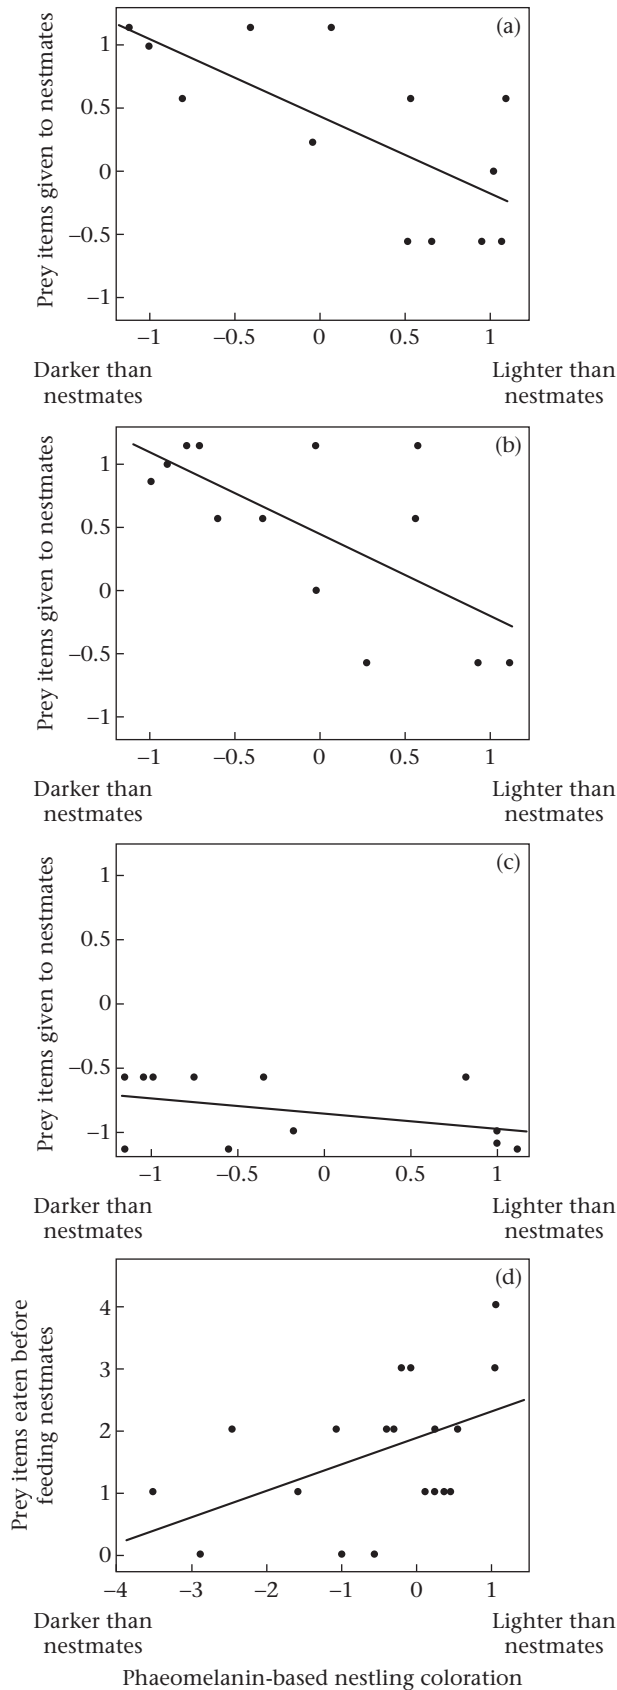 (a)
Prey items given to nestmates
1
0.5
0
−0.5
−1
−1 −0.5 0 0.5 1
Darker than
nestmates
Lighter than
nestmates
(b)
Prey items given to nestmates
1
0.5
0
−0.5
−1
−1 −0.5 0 0.5 1
Darker than
nestmates
Lighter than
nestmates
(c)
Prey items given to nestmates
1
0.5
0
−0.5
−1
−1 −0.5 0 0.5 1
Darker than
nestmates
Lighter than
nestmates
(d)
Prey items eaten before
feeding nestmates
4
3
2
1
0
−4 −3 −2 −1 0 1
Darker than
nestmates
Lighter than
nestmates
Phaeomelanin-based nestling coloration